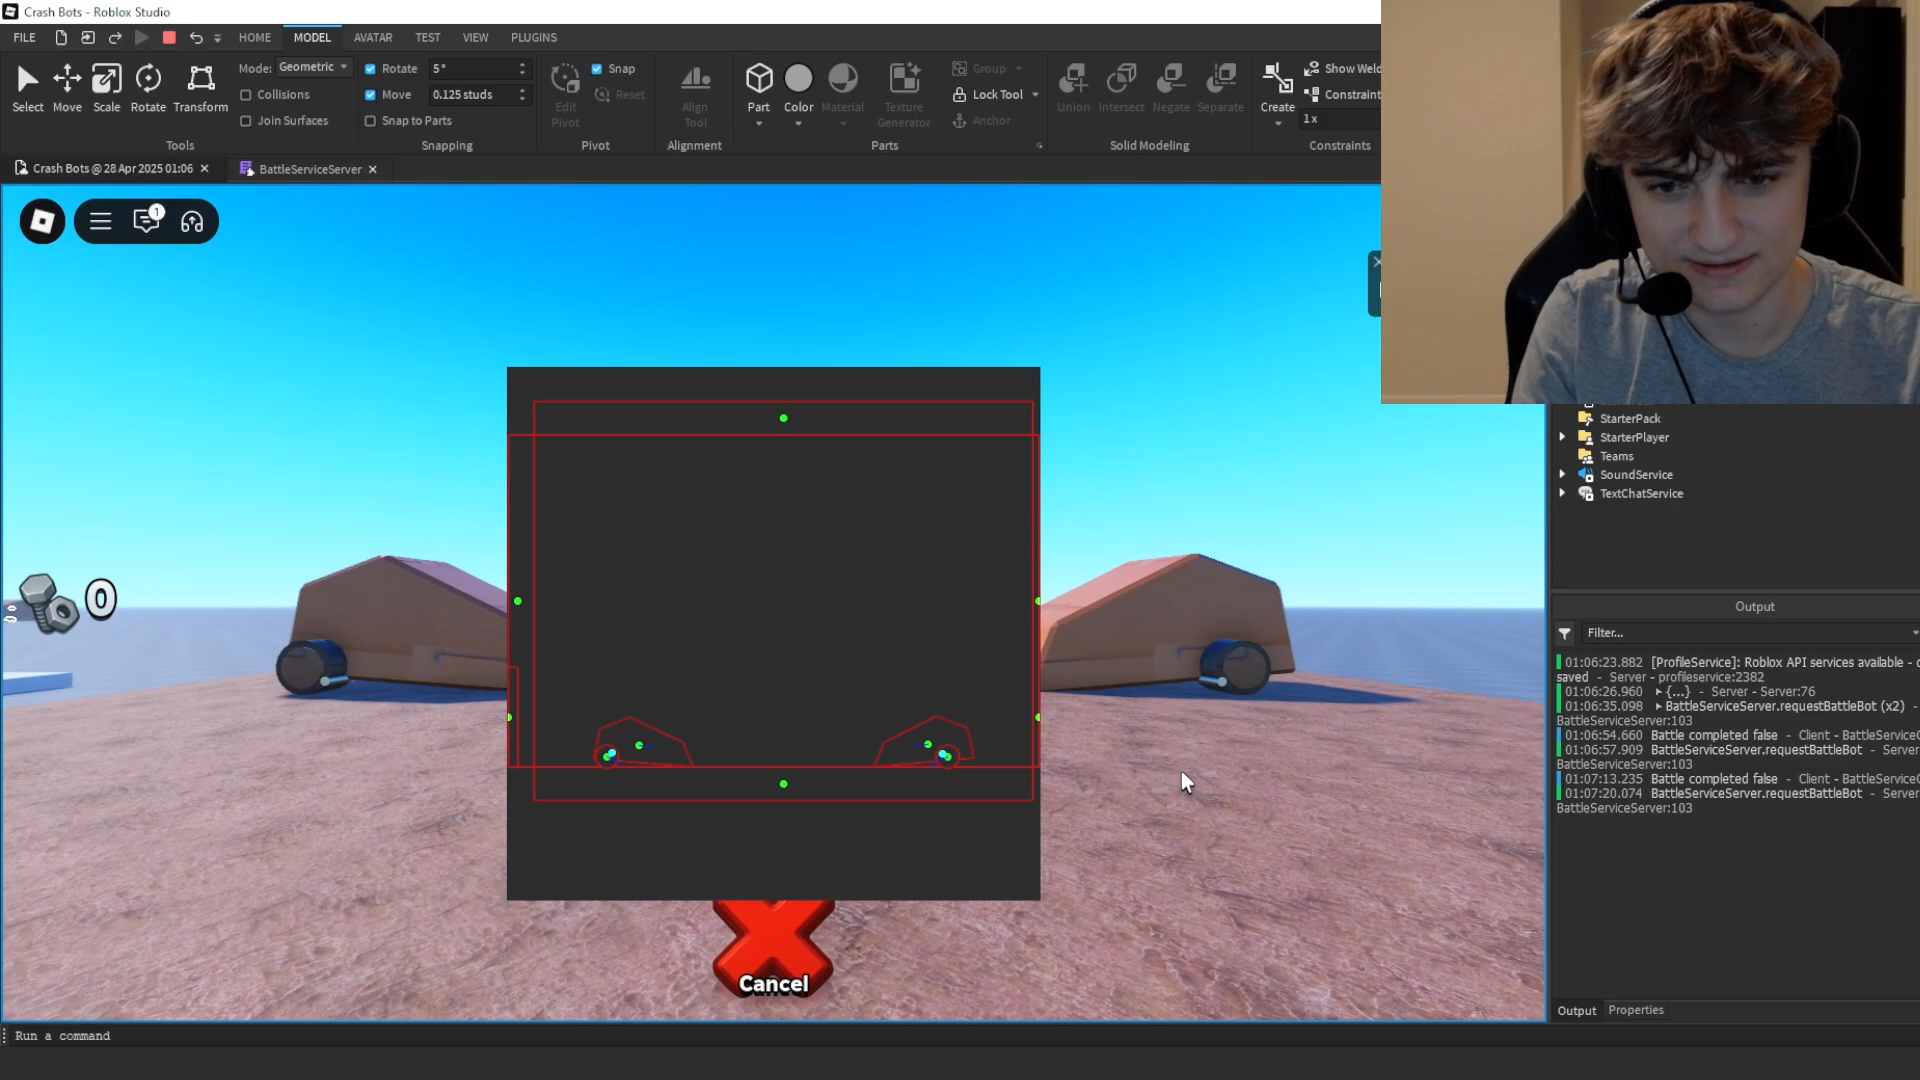 Crash Bots - Roblox Studio
FILE HOME MODEL AVATAR TEST VIEW PLUGINS
Select Move Scale Rotate Transform
Mode: Geometric
Collisions
Join Surfaces
Tools
Rotate 5°
Move 0.125 studs
Snap to Parts
Snapping
Edit Pivot
Snap
Reset
Pivot
Align Tool
Alignment
Part Color Material Texture Generator
Group
Lock Tool
Anchor
Parts
Union Intersect Negate Separate
Solid Modeling
Create
Show Weld
Constraint
1x
Constraints
Crash Bots @ 28 Apr 2025 01:06
BattleServiceServer
1
0
Cancel
StarterPack
StarterPlayer
Teams
SoundService
TextChatService
Output
Filter...
01:06:23.882 [ProfileService]: Roblox API services available -
saved - Server - profileservice:2382
01:06:26.960 {...} - Server - Server:76
01:06:35.098 BattleServiceServer.requestBattleBot (x2) -
BattleServiceServer:103
01:06:54.660 Battle completed false - Client - BattleService
01:06:57.909 BattleServiceServer.requestBattleBot - Server
BattleServiceServer:103
01:07:13.235 Battle completed false - Client - BattleService
01:07:20.074 BattleServiceServer.requestBattleBot - Server
BattleServiceServer:103
Output Properties
Run a command